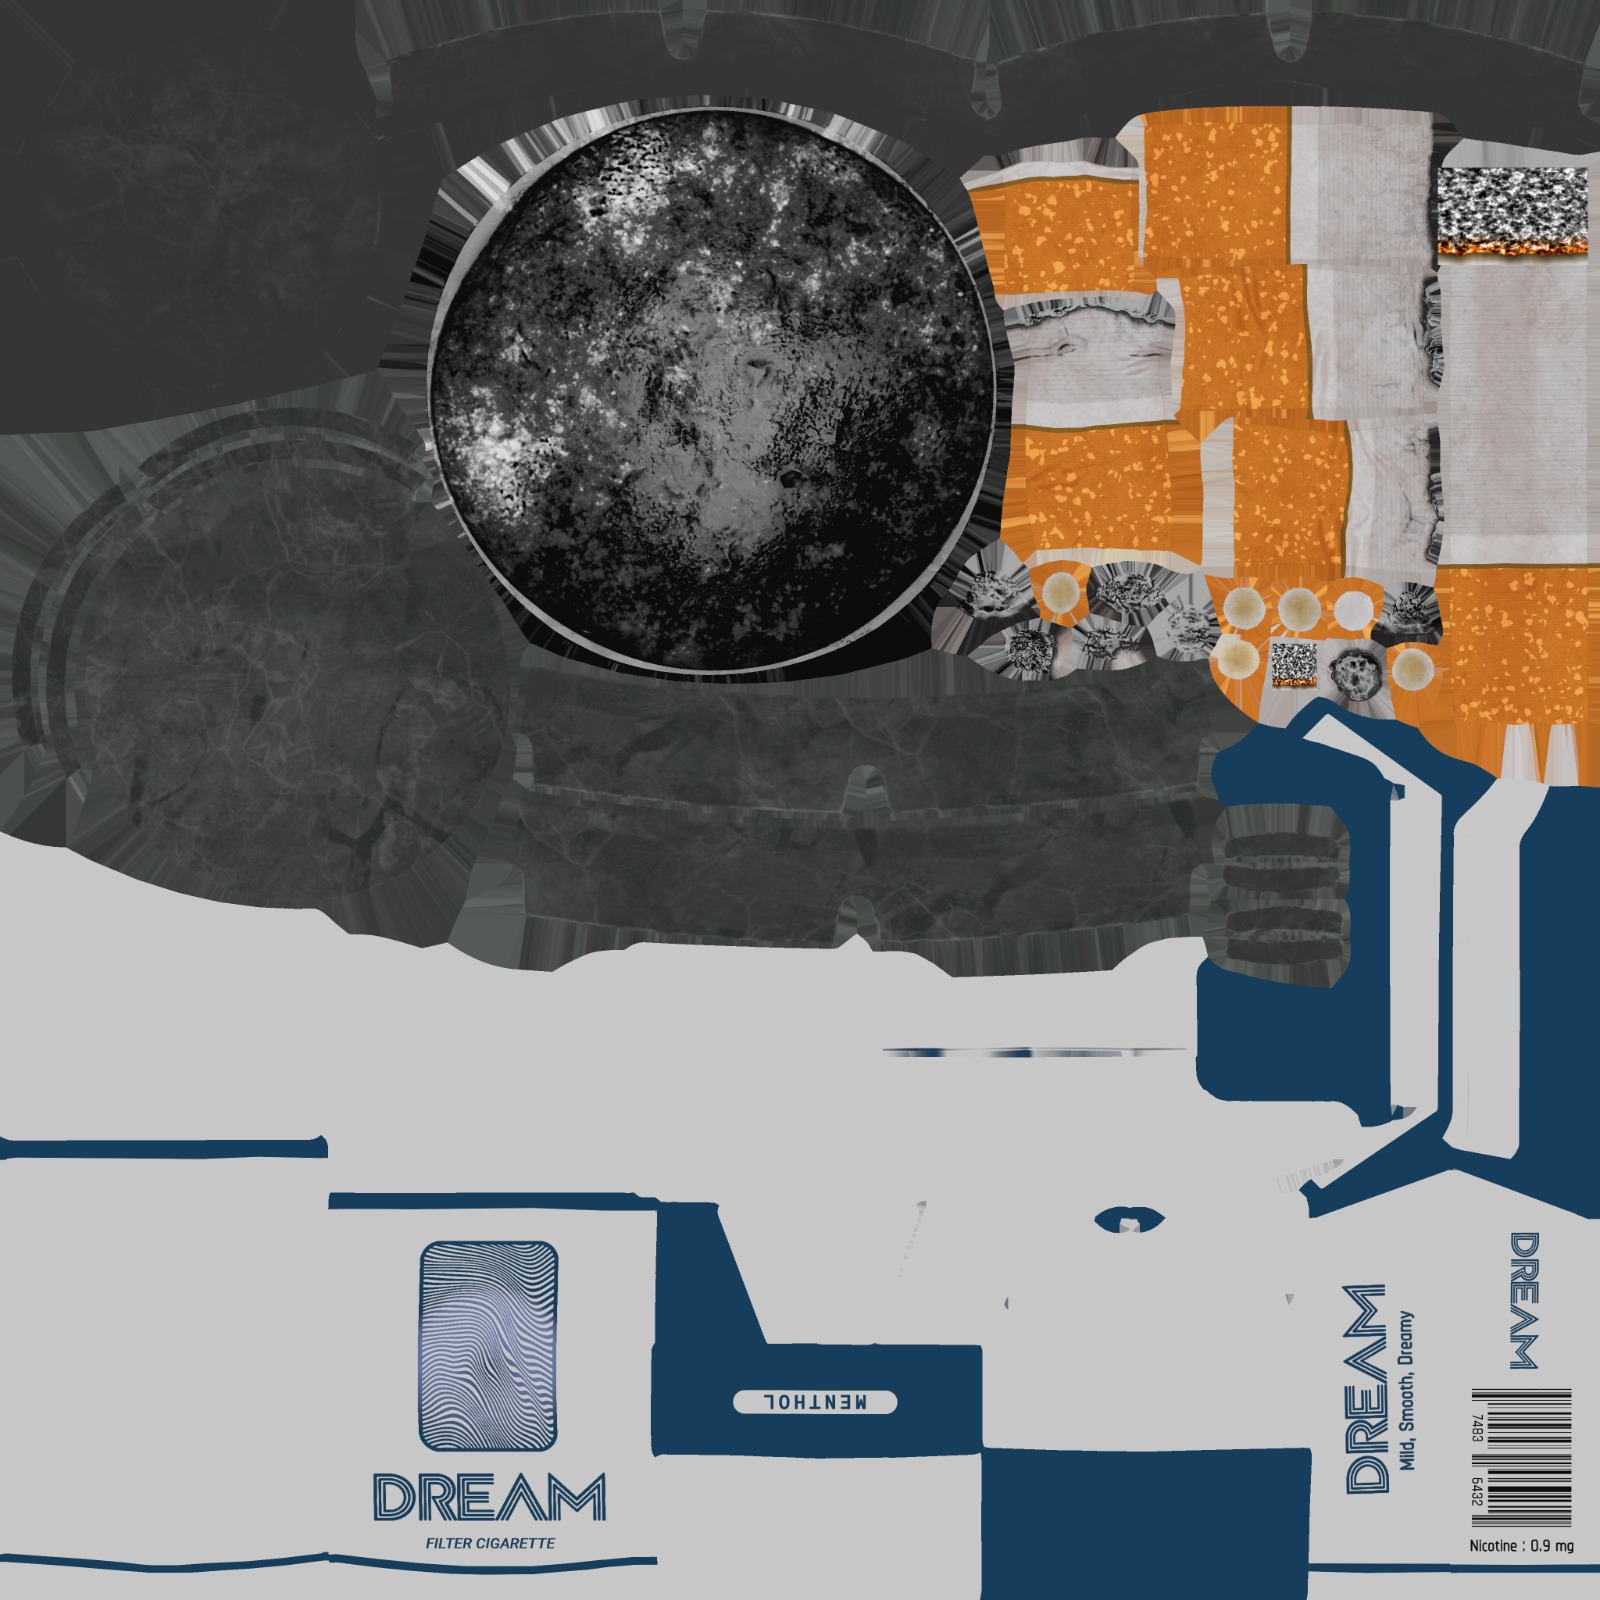 MENTHOL
DREAM
FILTER CIGARETTE
DREAM
Mild, Smooth, Dreamy
DREAM
7483 6432
Nicotine : 0.9 mg